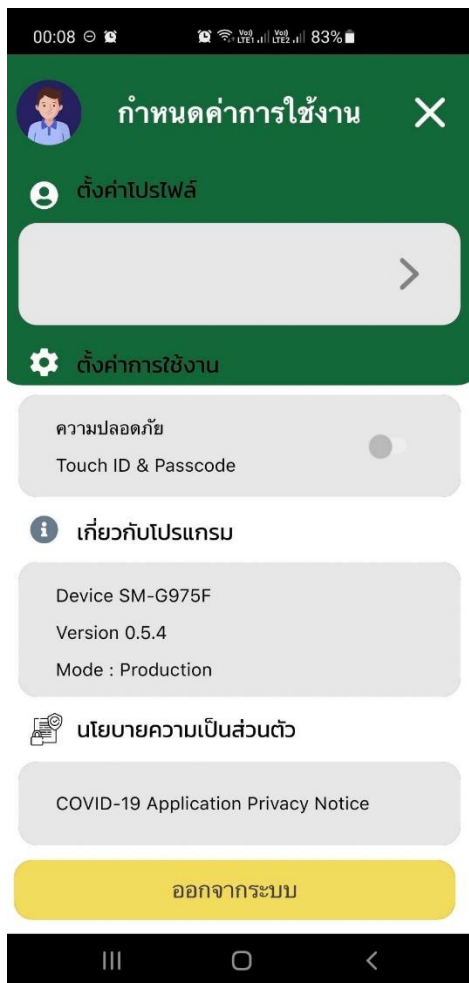 00:08 Vo)) LTE1 Vo)) LTE2 83%
กำหนดค่าการใช้งาน
ตั้งค่าโปรไฟล์
ตั้งค่าการใช้งาน
ความปลอดภัย
Touch ID & Passcode
เกี่ยวกับโปรแกรม
Device SM-G975F
Version 0.5.4
Mode : Production
นโยบายความเป็นส่วนตัว
COVID-19 Application Privacy Notice
ออกจากระบบ